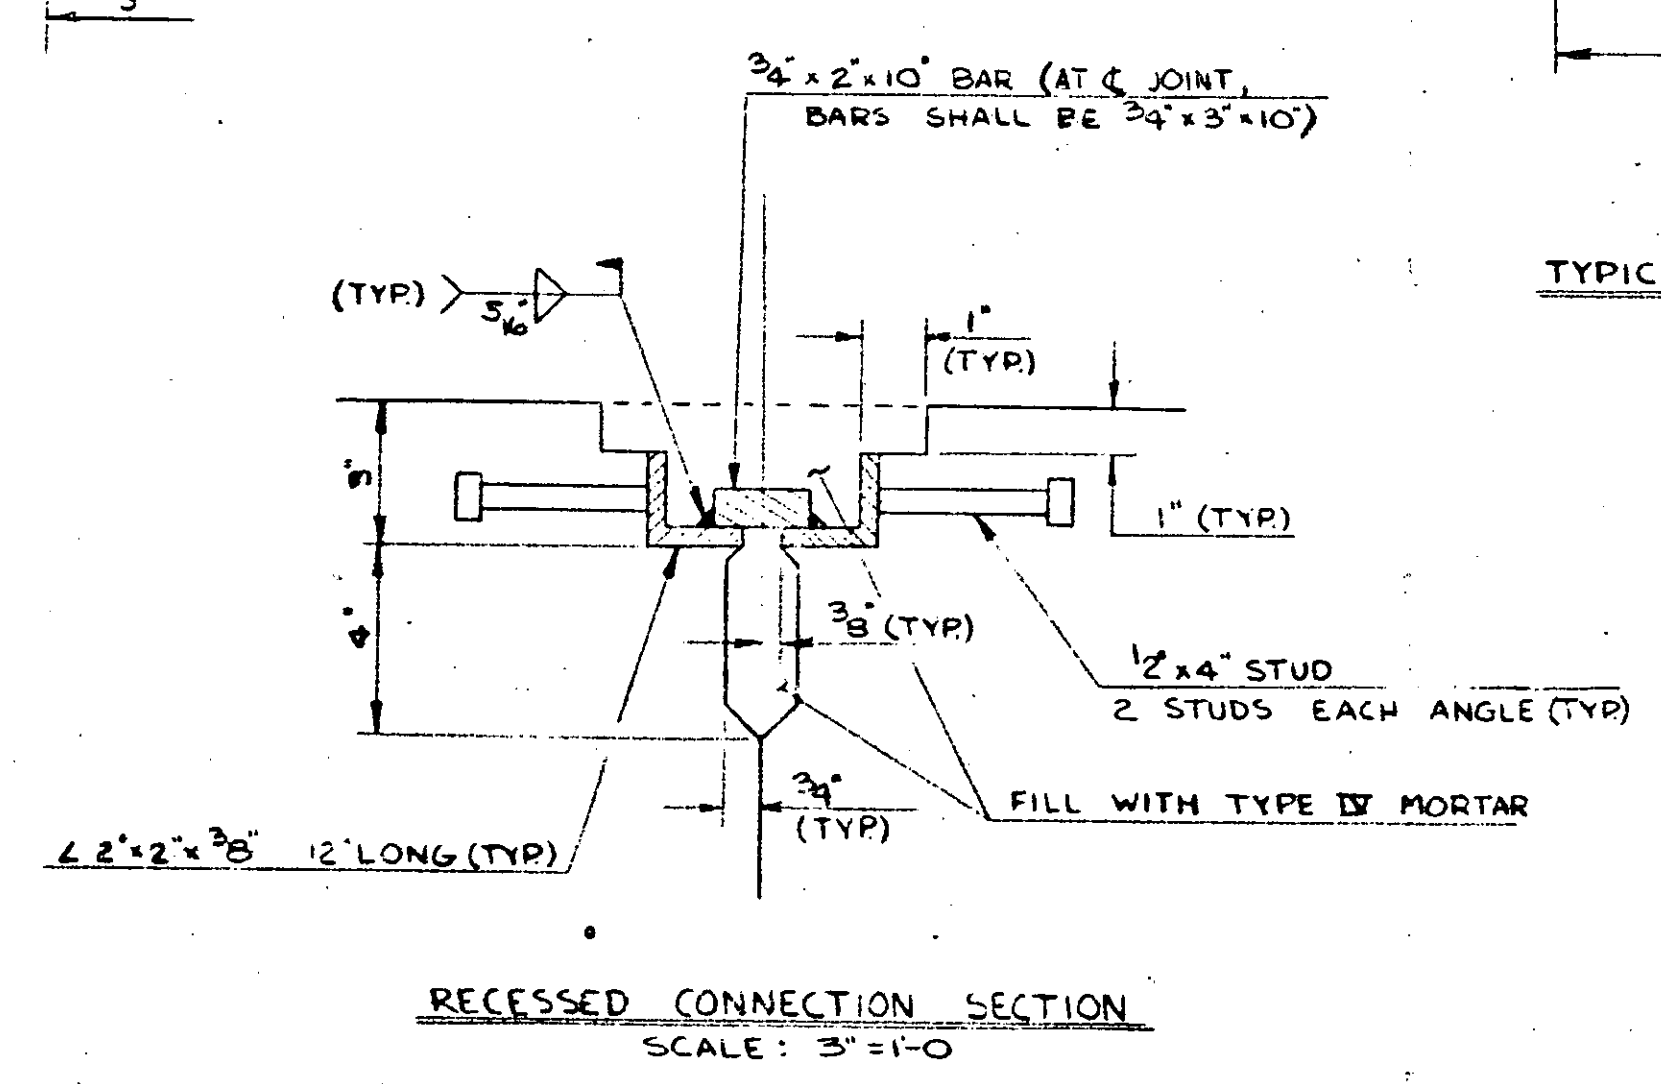 3/4" x 2" x 10" BAR (AT ℄ JOINT,
BARS SHALL BE 3/4" x 3" x 10")
TYPIC
(TYP.)
5/16"
1"
(TYP.)
3"
1" (TYP.)
3/8" (TYP.)
4"
1/2" x 4" STUD
2 STUDS EACH ANGLE (TYP.)
3/4"
(TYP.)
FILL WITH TYPE IV MORTAR
∠ 2" x 2" x 3/8" 12" LONG (TYP.)
RECESSED CONNECTION SECTION
SCALE: 3" = 1'-0